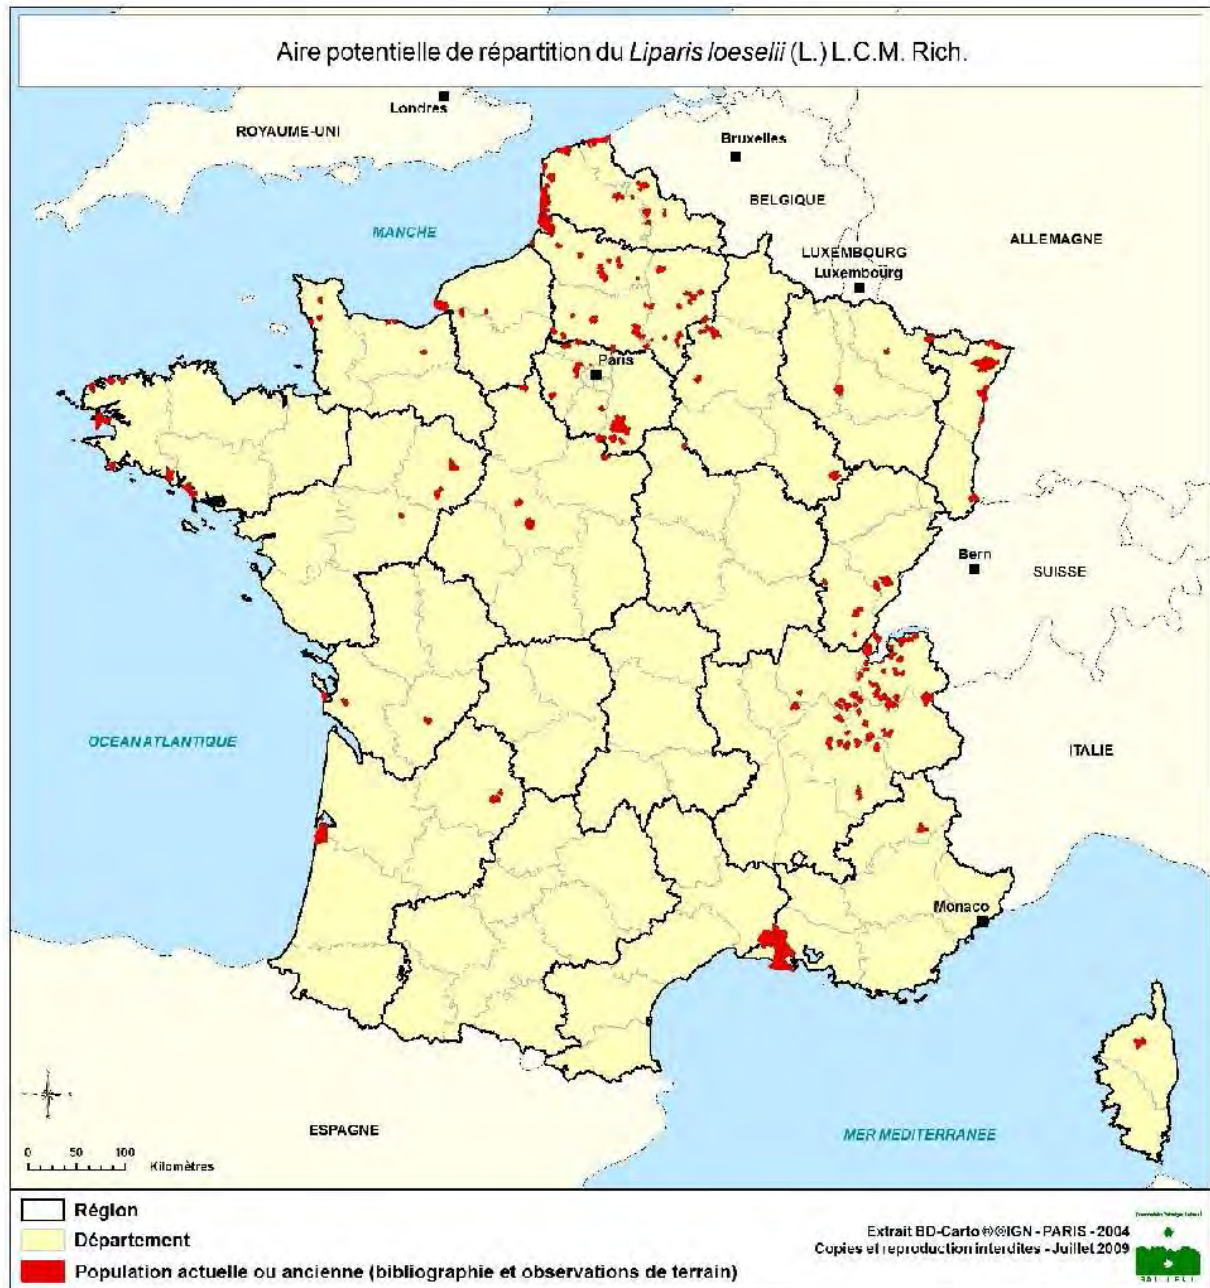 Aire potentielle de répartition du Liparis loeselii (L.) L.C.M. Rich.
Londres
ROYAUME-UNI
Bruxelles
BELGIQUE
MANCHE
ALLEMAGNE
LUXEMBOURG
Luxembourg
Paris
Bern
SUISSE
OCEAN ATLANTIQUE
ITALIE
Monaco
ESPAGNE
MER MEDITERRANEE
0 50 100
Kilomètres
Région
Département
Population actuelle ou ancienne (bibliographie et observations de terrain)
Extrait BD-Carto ®©IGN - PARIS - 2004
Copies et reproduction interdites - Juillet 2009